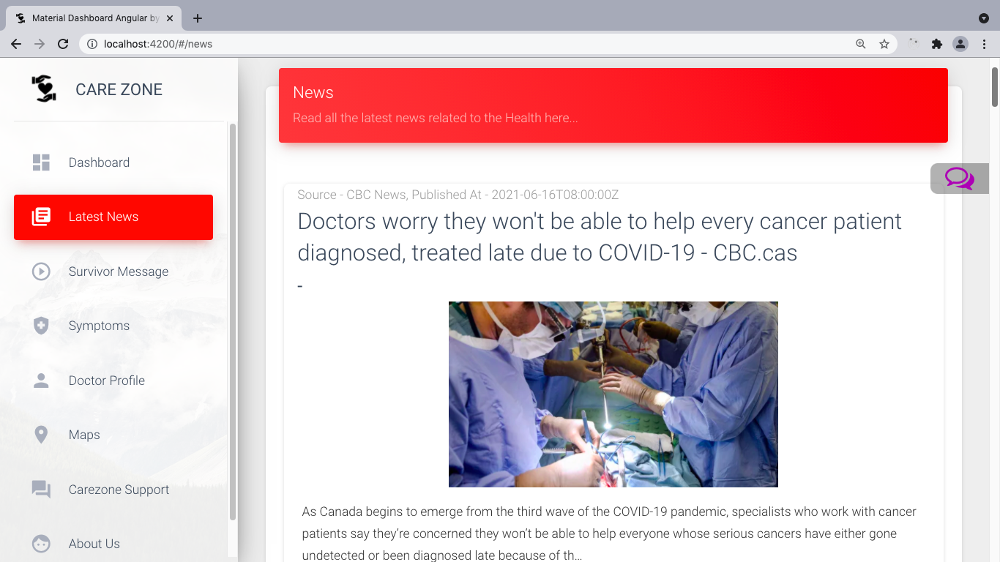 Material Dashboard Angular by
localhost:4200/#/news
CARE ZONE
Dashboard
Latest News
Survivor Message
Symptoms
Doctor Profile
Maps
Carezone Support
About Us
News
Read all the latest news related to the Health here...
Source - CBC News, Published At - 2021-06-16T08:00:00Z
Doctors worry they won't be able to help every cancer patient
diagnosed, treated late due to COVID-19 - CBC.cas
-
As Canada begins to emerge from the third wave of the COVID-19 pandemic, specialists who work with cancer
patients say they’re concerned they won’t be able to help everyone whose serious cancers have either gone
undetected or been diagnosed late because of th…